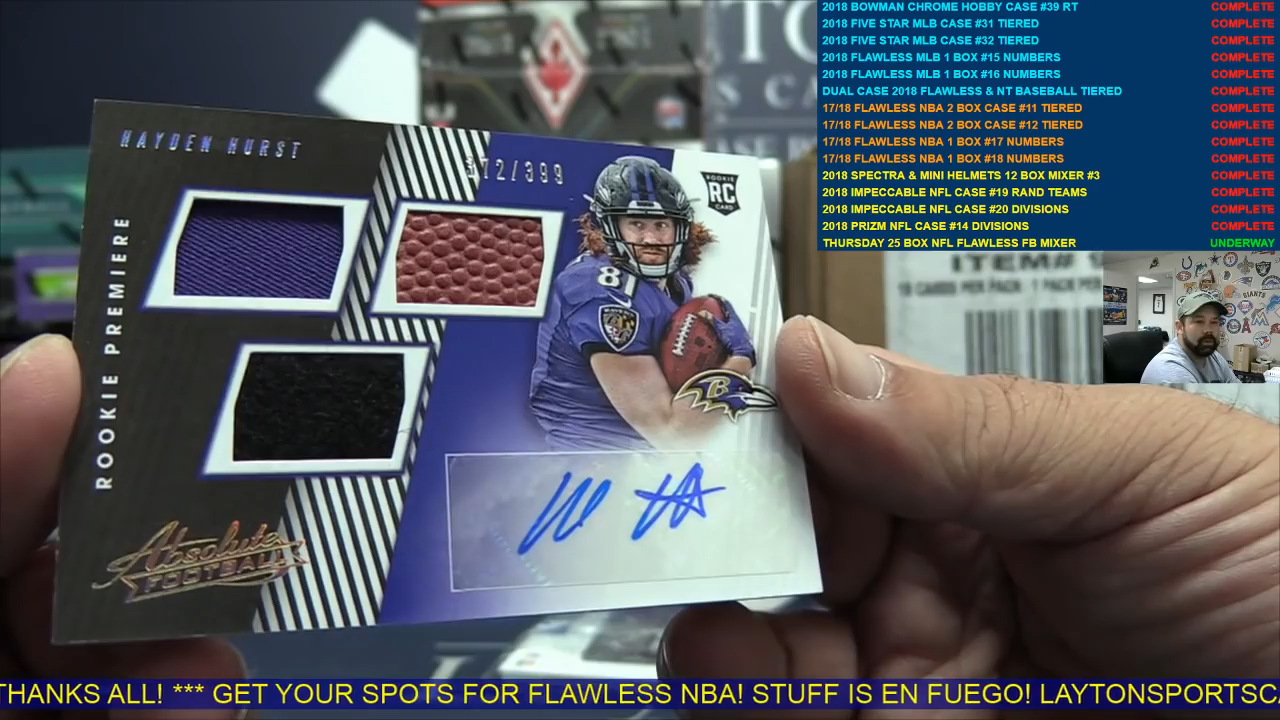 2018 BOWMAN CHROME HOBBY CASE #39 RT COMPLETE
2018 FIVE STAR MLB CASE #31 TIERED COMPLETE
2018 FIVE STAR MLB CASE #32 TIERED COMPLETE
2018 FLAWLESS MLB 1 BOX #15 NUMBERS COMPLETE
2018 FLAWLESS MLB 1 BOX #16 NUMBERS COMPLETE
DUAL CASE 2018 FLAWLESS & NT BASEBALL TIERED COMPLETE
17/18 FLAWLESS NBA 2 BOX CASE #11 TIERED COMPLETE
17/18 FLAWLESS NBA 2 BOX CASE #12 TIERED COMPLETE
17/18 FLAWLESS NBA 1 BOX #17 NUMBERS COMPLETE
17/18 FLAWLESS NBA 1 BOX #18 NUMBERS COMPLETE
2018 SPECTRA & MINI HELMETS 12 BOX MIXER #3 COMPLETE
2018 IMPECCABLE NFL CASE #19 RAND TEAMS COMPLETE
2018 IMPECCABLE NFL CASE #20 DIVISIONS COMPLETE
2018 PRIZM NFL CASE #14 DIVISIONS COMPLETE
THURSDAY 25 BOX NFL FLAWLESS FB MIXER UNDERWAY
HAYDEN HURST
372/399
ROOKIE
RC
CARD
ROOKIE PREMIERE
81
B
Absolute
FOOTBALL
ITEM#
GIANTS
THANKS ALL! *** GET YOUR SPOTS FOR FLAWLESS NBA! STUFF IS EN FUEGO! LAYTONSPORTSC